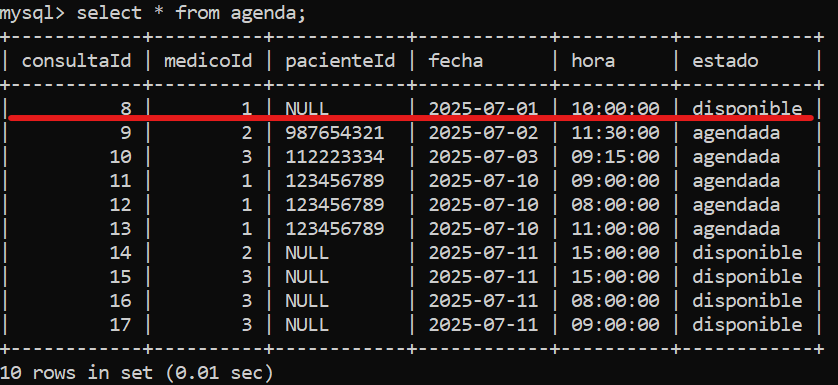 mysql> select * from agenda;
+------------+----------+------------+------------+----------+------------+
| consultaId | medicoId | pacienteId | fecha      | hora     | estado     |
+------------+----------+------------+------------+----------+------------+
|          8 |        1 | NULL       | 2025-07-01 | 10:00:00 | disponible |
|          9 |        2 | 987654321  | 2025-07-02 | 11:30:00 | agendada   |
|         10 |        3 | 112223334  | 2025-07-03 | 09:15:00 | agendada   |
|         11 |        1 | 123456789  | 2025-07-10 | 09:00:00 | agendada   |
|         12 |        1 | 123456789  | 2025-07-10 | 08:00:00 | agendada   |
|         13 |        1 | 123456789  | 2025-07-10 | 11:00:00 | agendada   |
|         14 |        2 | NULL       | 2025-07-11 | 15:00:00 | disponible |
|         15 |        3 | NULL       | 2025-07-11 | 15:00:00 | disponible |
|         16 |        3 | NULL       | 2025-07-11 | 08:00:00 | disponible |
|         17 |        3 | NULL       | 2025-07-11 | 09:00:00 | disponible |
+------------+----------+------------+------------+----------+------------+
10 rows in set (0.01 sec)